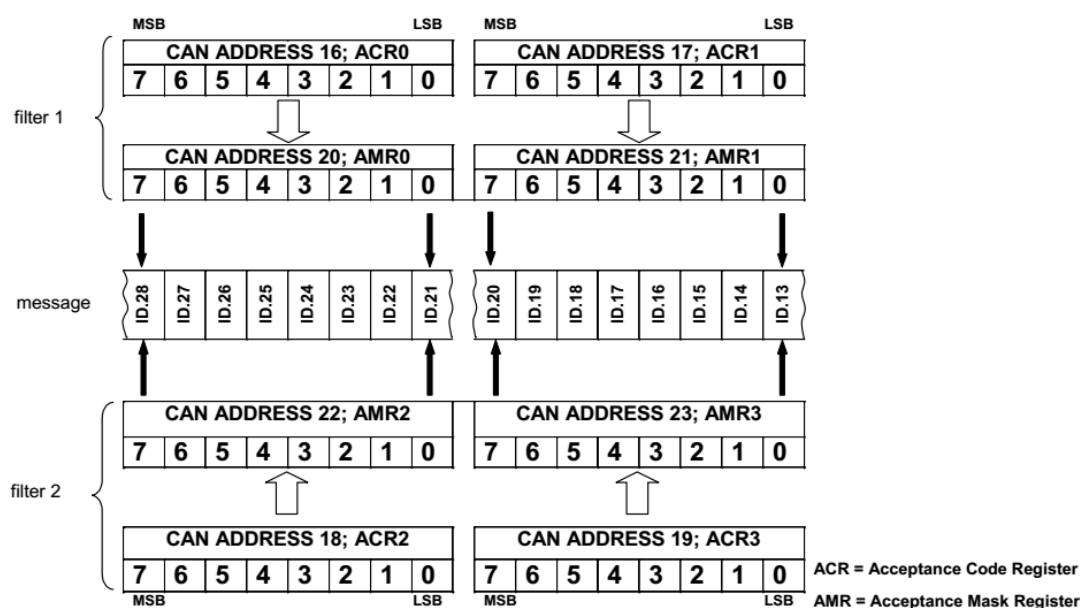 MSB LSB MSB LSB
CAN ADDRESS 16; ACR0 CAN ADDRESS 17; ACR1
7 6 5 4 3 2 1 0 7 6 5 4 3 2 1 0
filter 1
CAN ADDRESS 20; AMR0 CAN ADDRESS 21; AMR1
7 6 5 4 3 2 1 0 7 6 5 4 3 2 1 0
message ID.28 ID.27 ID.26 ID.25 ID.24 ID.23 ID.22 ID.21 ID.20 ID.19 ID.18 ID.17 ID.16 ID.15 ID.14 ID.13
CAN ADDRESS 22; AMR2 CAN ADDRESS 23; AMR3
7 6 5 4 3 2 1 0 7 6 5 4 3 2 1 0
filter 2
CAN ADDRESS 18; ACR2 CAN ADDRESS 19; ACR3
7 6 5 4 3 2 1 0 7 6 5 4 3 2 1 0
MSB LSB MSB LSB
ACR = Acceptance Code Register
AMR = Acceptance Mask Register